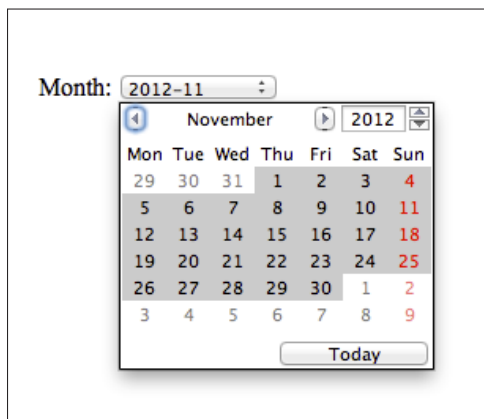 Month: 2012-11
November 2012
Mon Tue Wed Thu Fri Sat Sun
29 30 31 1 2 3 4
5 6 7 8 9 10 11
12 13 14 15 16 17 18
19 20 21 22 23 24 25
26 27 28 29 30 1 2
3 4 5 6 7 8 9
Today